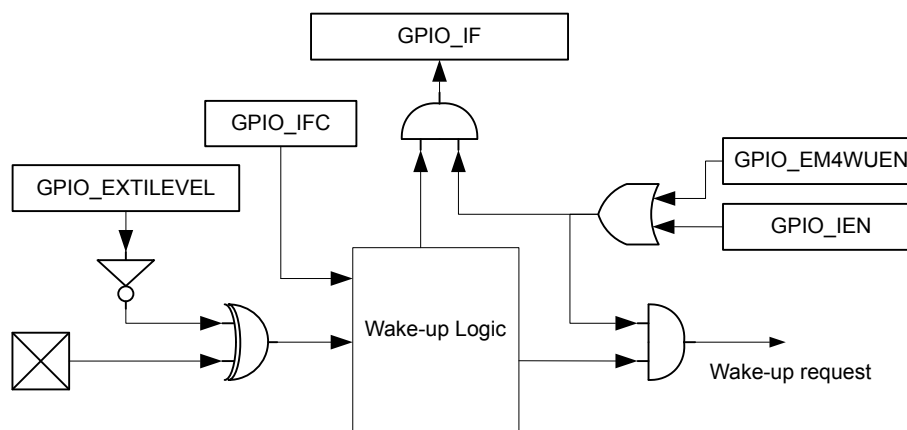 GPIO_IF
GPIO_IFC
GPIO_EM4WUEN
GPIO_EXTILEVEL
GPIO_IEN
Wake-up Logic
Wake-up request